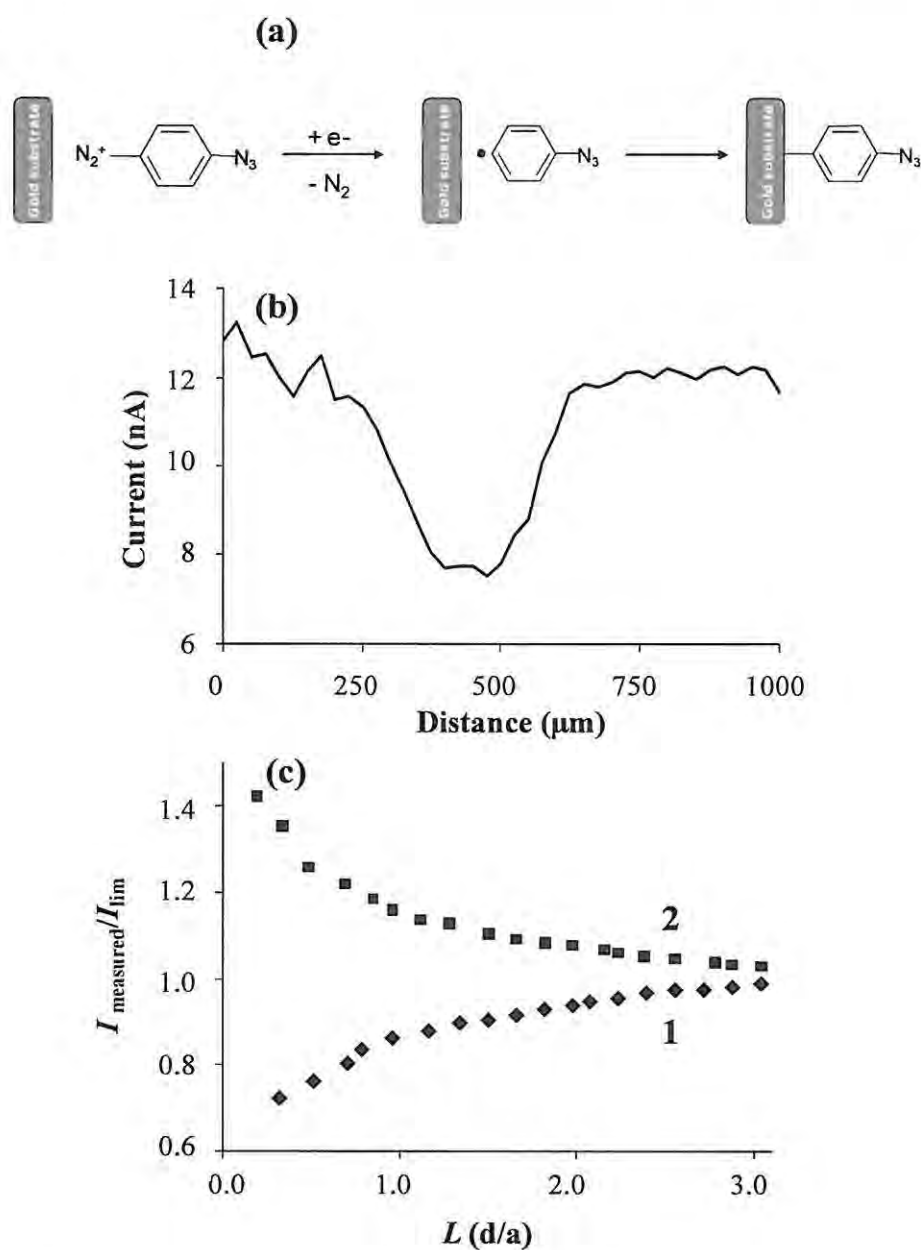 (a)
Gold substrate
N₂⁺
N₃
+ e-
- N₂
Gold substrate
N₃
Gold substrate
N₃
(b)
14
12
10
8
6
Current (nA)
0 250 500 750 1000
Distance (µm)
(c)
1.4
1.2
1.0
0.8
0.6
I measured/I lim
2
1
0.0 1.0 2.0 3.0
L (d/a)